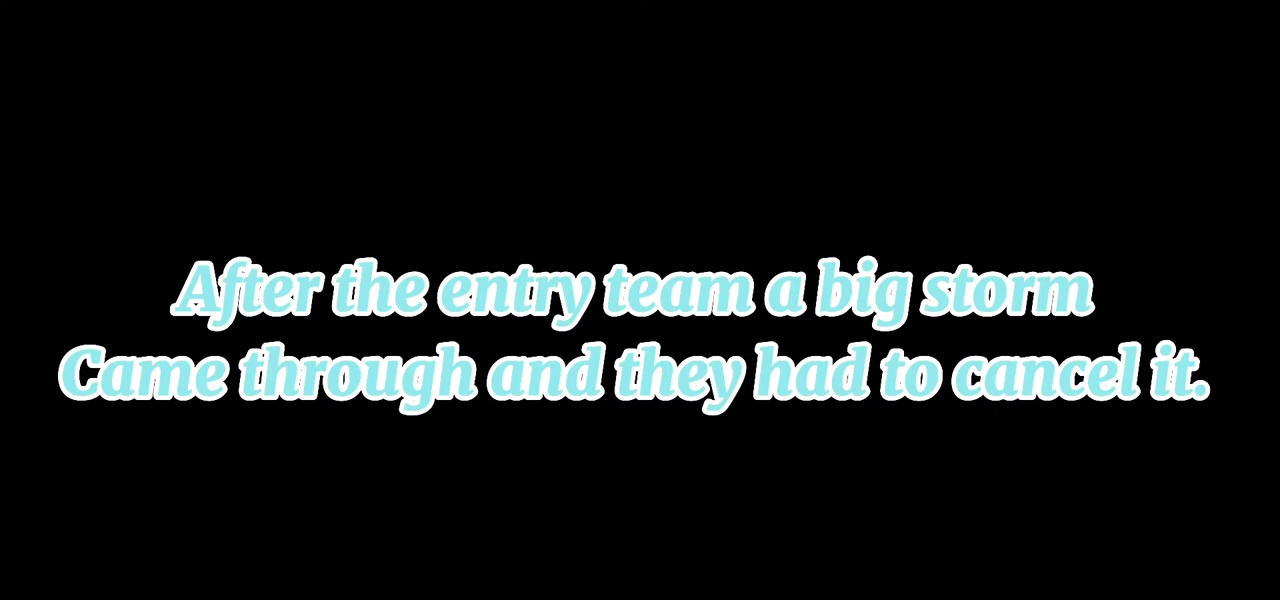 After the entry team a big storm
Came through and they had to cancel it.